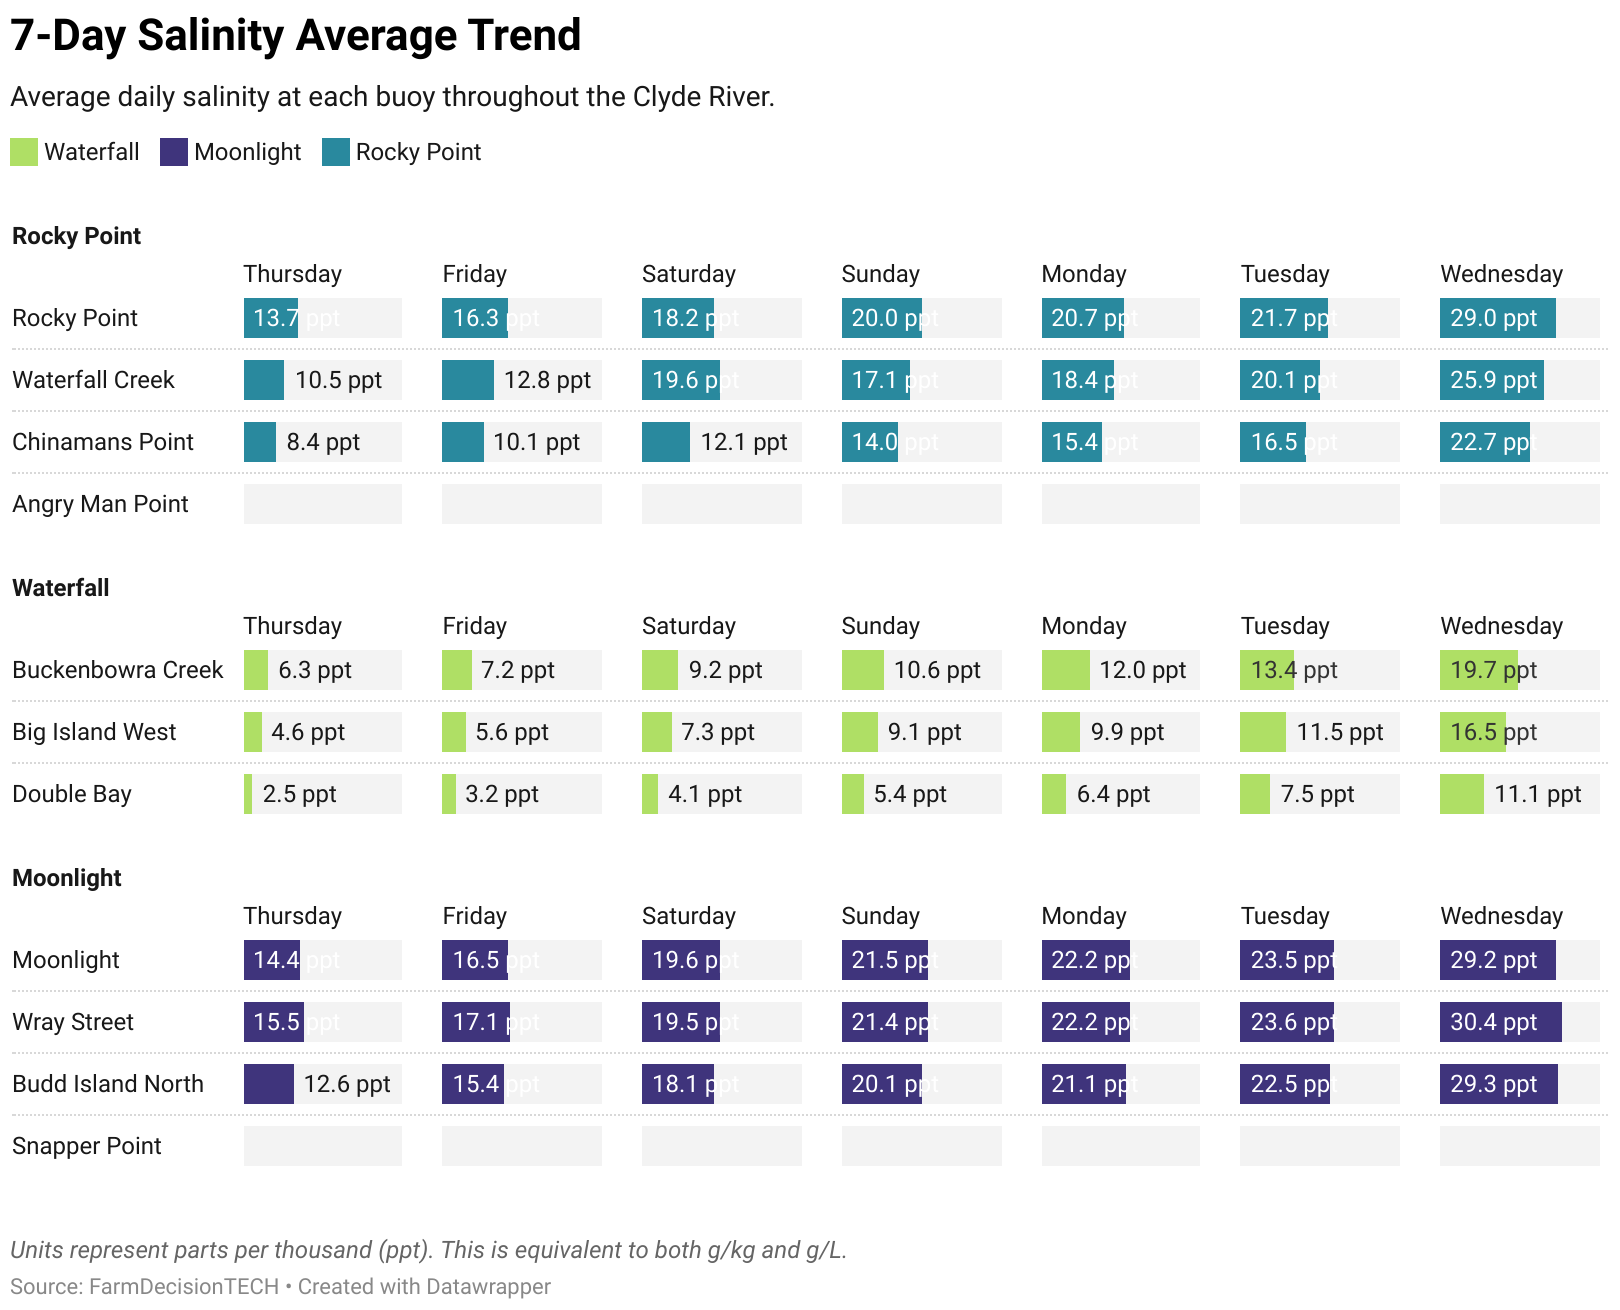 7-Day Salinity Average Trend
Average daily salinity at each buoy throughout the Clyde River.
Waterfall Moonlight Rocky Point
Rocky Point
Thursday Friday Saturday Sunday Monday Tuesday Wednesday
Rocky Point 13.7 ppt 16.3 ppt 18.2 ppt 20.0 ppt 20.7 ppt 21.7 ppt 29.0 ppt
Waterfall Creek 10.5 ppt 12.8 ppt 19.6 ppt 17.1 ppt 18.4 ppt 20.1 ppt 25.9 ppt
Chinamans Point 8.4 ppt 10.1 ppt 12.1 ppt 14.0 ppt 15.4 ppt 16.5 ppt 22.7 ppt
Angry Man Point
Waterfall
Thursday Friday Saturday Sunday Monday Tuesday Wednesday
Buckenbowra Creek 6.3 ppt 7.2 ppt 9.2 ppt 10.6 ppt 12.0 ppt 13.4 ppt 19.7 ppt
Big Island West 4.6 ppt 5.6 ppt 7.3 ppt 9.1 ppt 9.9 ppt 11.5 ppt 16.5 ppt
Double Bay 2.5 ppt 3.2 ppt 4.1 ppt 5.4 ppt 6.4 ppt 7.5 ppt 11.1 ppt
Moonlight
Thursday Friday Saturday Sunday Monday Tuesday Wednesday
Moonlight 14.4 ppt 16.5 ppt 19.6 ppt 21.5 ppt 22.2 ppt 23.5 ppt 29.2 ppt
Wray Street 15.5 ppt 17.1 ppt 19.5 ppt 21.4 ppt 22.2 ppt 23.6 ppt 30.4 ppt
Budd Island North 12.6 ppt 15.4 ppt 18.1 ppt 20.1 ppt 21.1 ppt 22.5 ppt 29.3 ppt
Snapper Point
Units represent parts per thousand (ppt). This is equivalent to both g/kg and g/L.
Source: FarmDecisionTECH • Created with Datawrapper